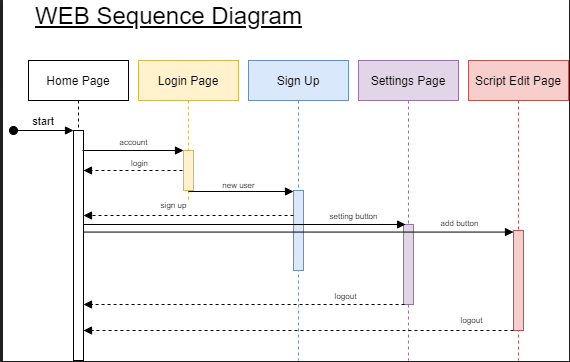 WEB Sequence Diagram
Home Page
Login Page
Sign Up
Settings Page
Script Edit Page
start
account
login
new user
sign up
setting button
add button
logout
logout